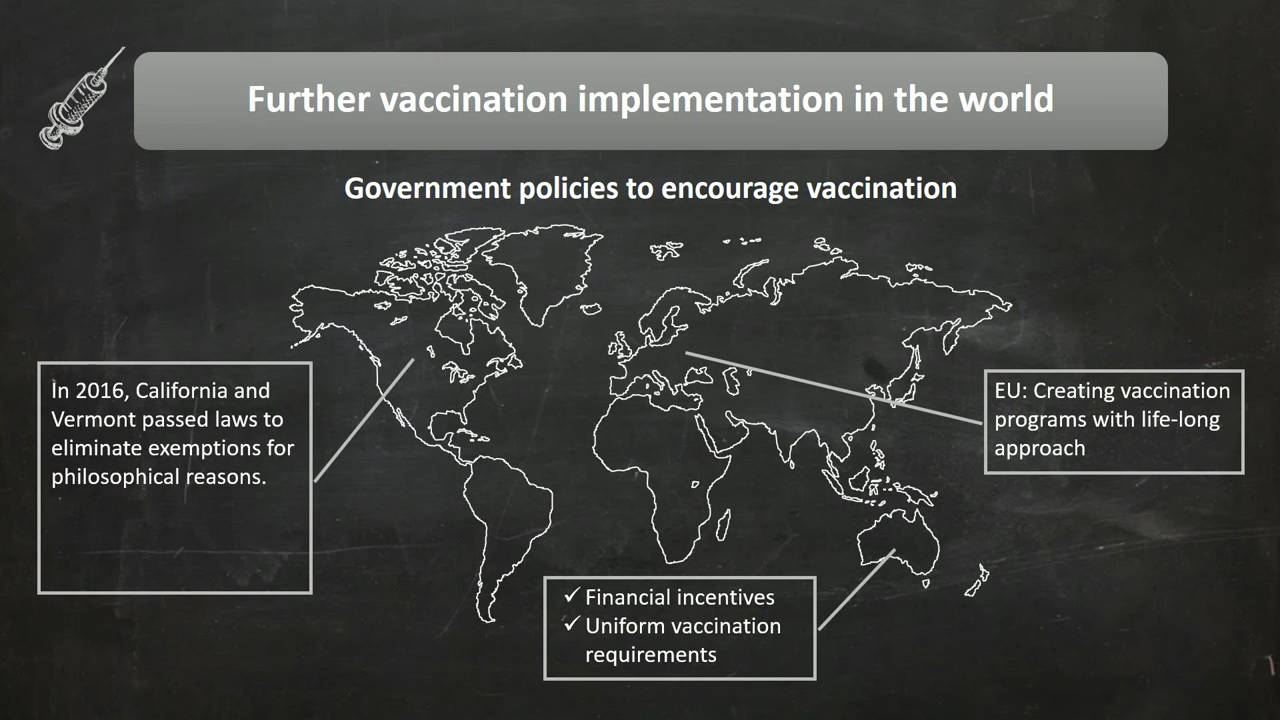 Further vaccination implementation in the world
Government policies to encourage vaccination
In 2016, California and
Vermont passed laws to
eliminate exemptions for
philosophical reasons.
EU: Creating vaccination
programs with life-long
approach
✓ Financial incentives
✓ Uniform vaccination
requirements